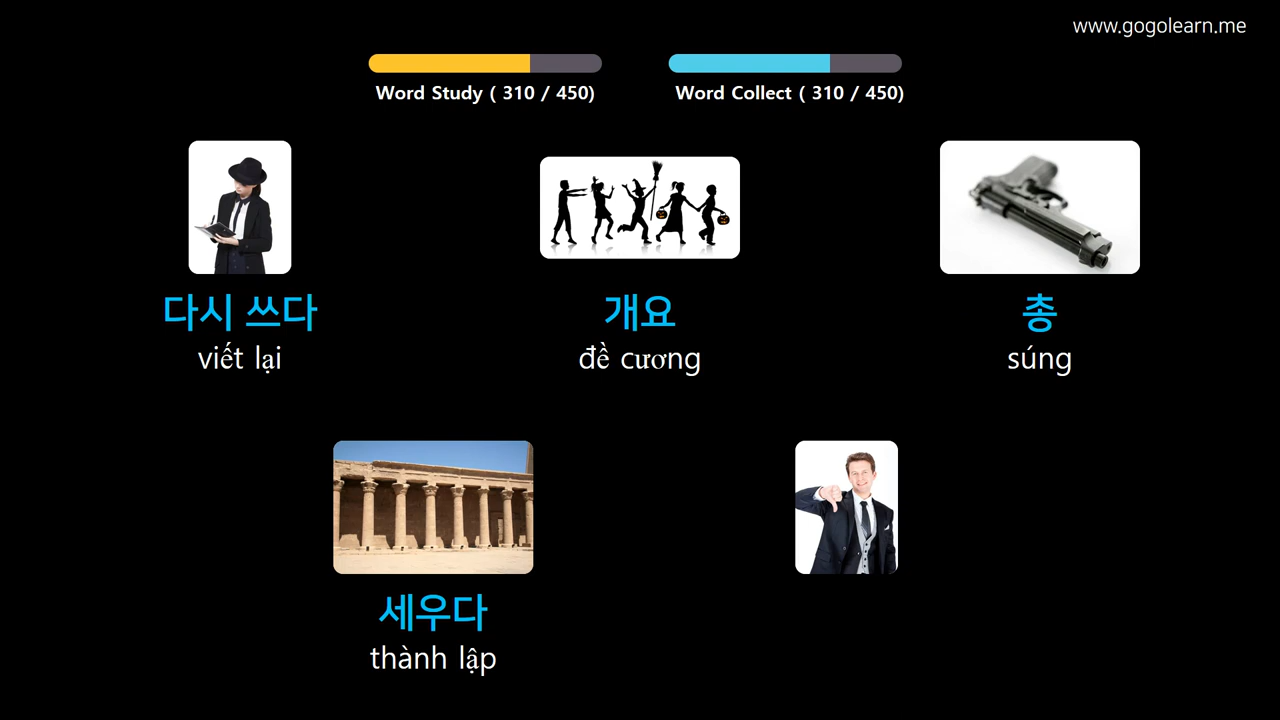 www.gogolearn.me
Word Study ( 310 / 450)
Word Collect ( 310 / 450)
다시 쓰다
viết lại
개요
đề cương
총
súng
세우다
thành lập